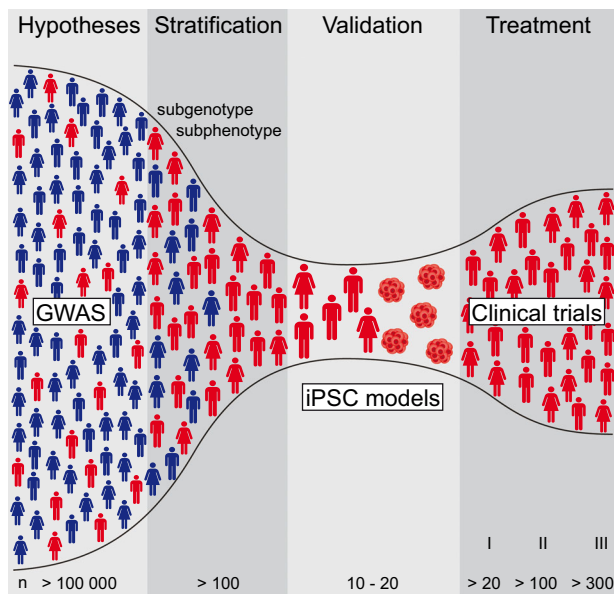 Hypotheses Stratification Validation Treatment
subgenotype
subphenotype
GWAS
Clinical trials
iPSC models
I II III
n > 100 000 > 100 10 - 20 > 20 > 100 > 300